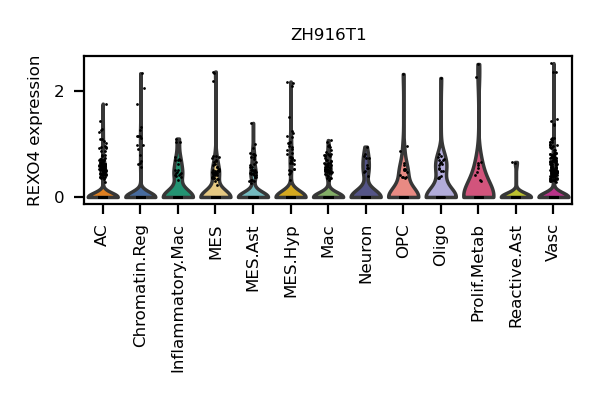 ZH916T1
REXO4 expression
2
0
AC
Chromatin.Reg
Inflammatory.Mac
MES
MES.Ast
MES.Hyp
Mac
Neuron
OPC
Oligo
Prolif.Metab
Reactive.Ast
Vasc